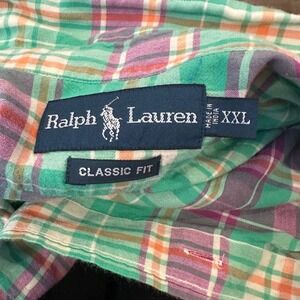 Ralph Lauren
MADE IN
INDIA
XXL
CLASSIC FIT